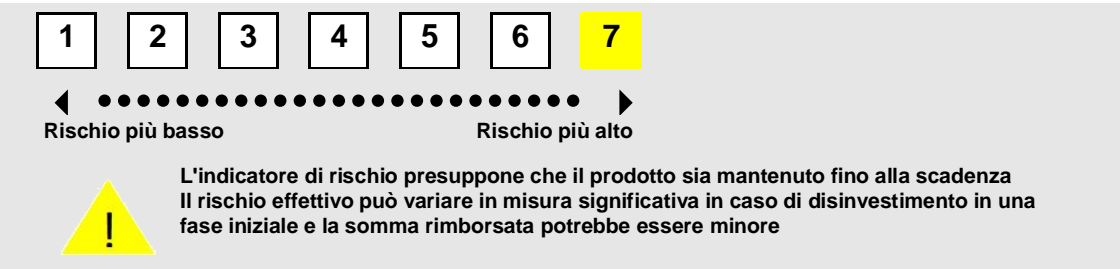 1 2 3 4 5 6 7
Rischio più basso Rischio più alto
L'indicatore di rischio presuppone che il prodotto sia mantenuto fino alla scadenza
Il rischio effettivo può variare in misura significativa in caso di disinvestimento in una
fase iniziale e la somma rimborsata potrebbe essere minore
!